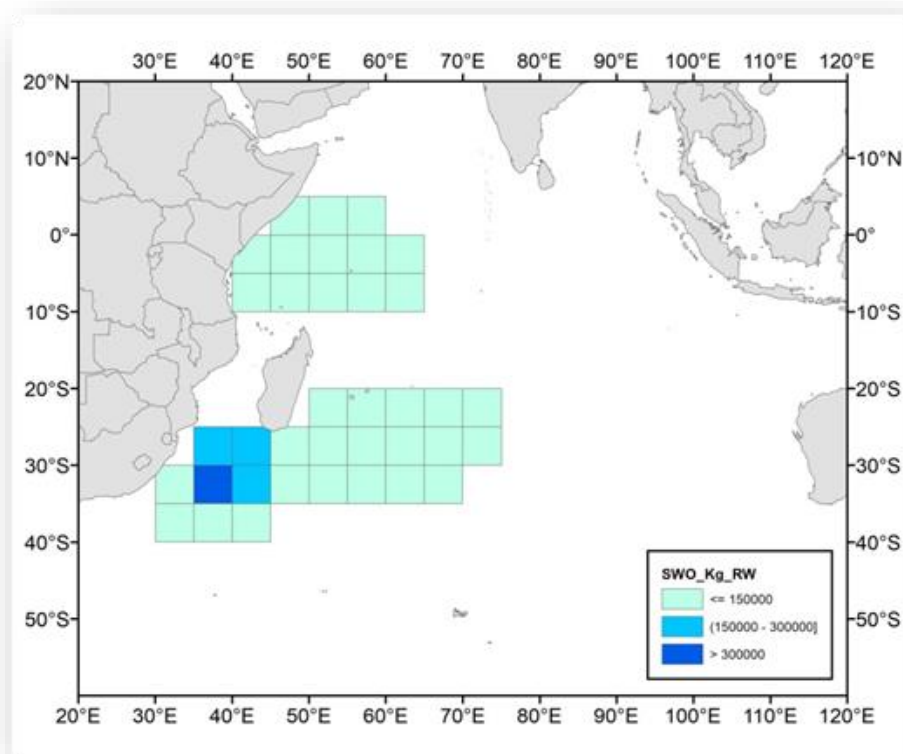 30°E 40°E 50°E 60°E 70°E 80°E 90°E 100°E 110°E 120°E
20°N 20°N
10°N 10°N
0° 0°
10°S 10°S
20°S 20°S
30°S 30°S
40°S 40°S
50°S 50°S
SWO_Kg_RW
<= 150000
(150000 - 300000]
> 300000
20°E 30°E 40°E 50°E 60°E 70°E 80°E 90°E 100°E 110°E 120°E